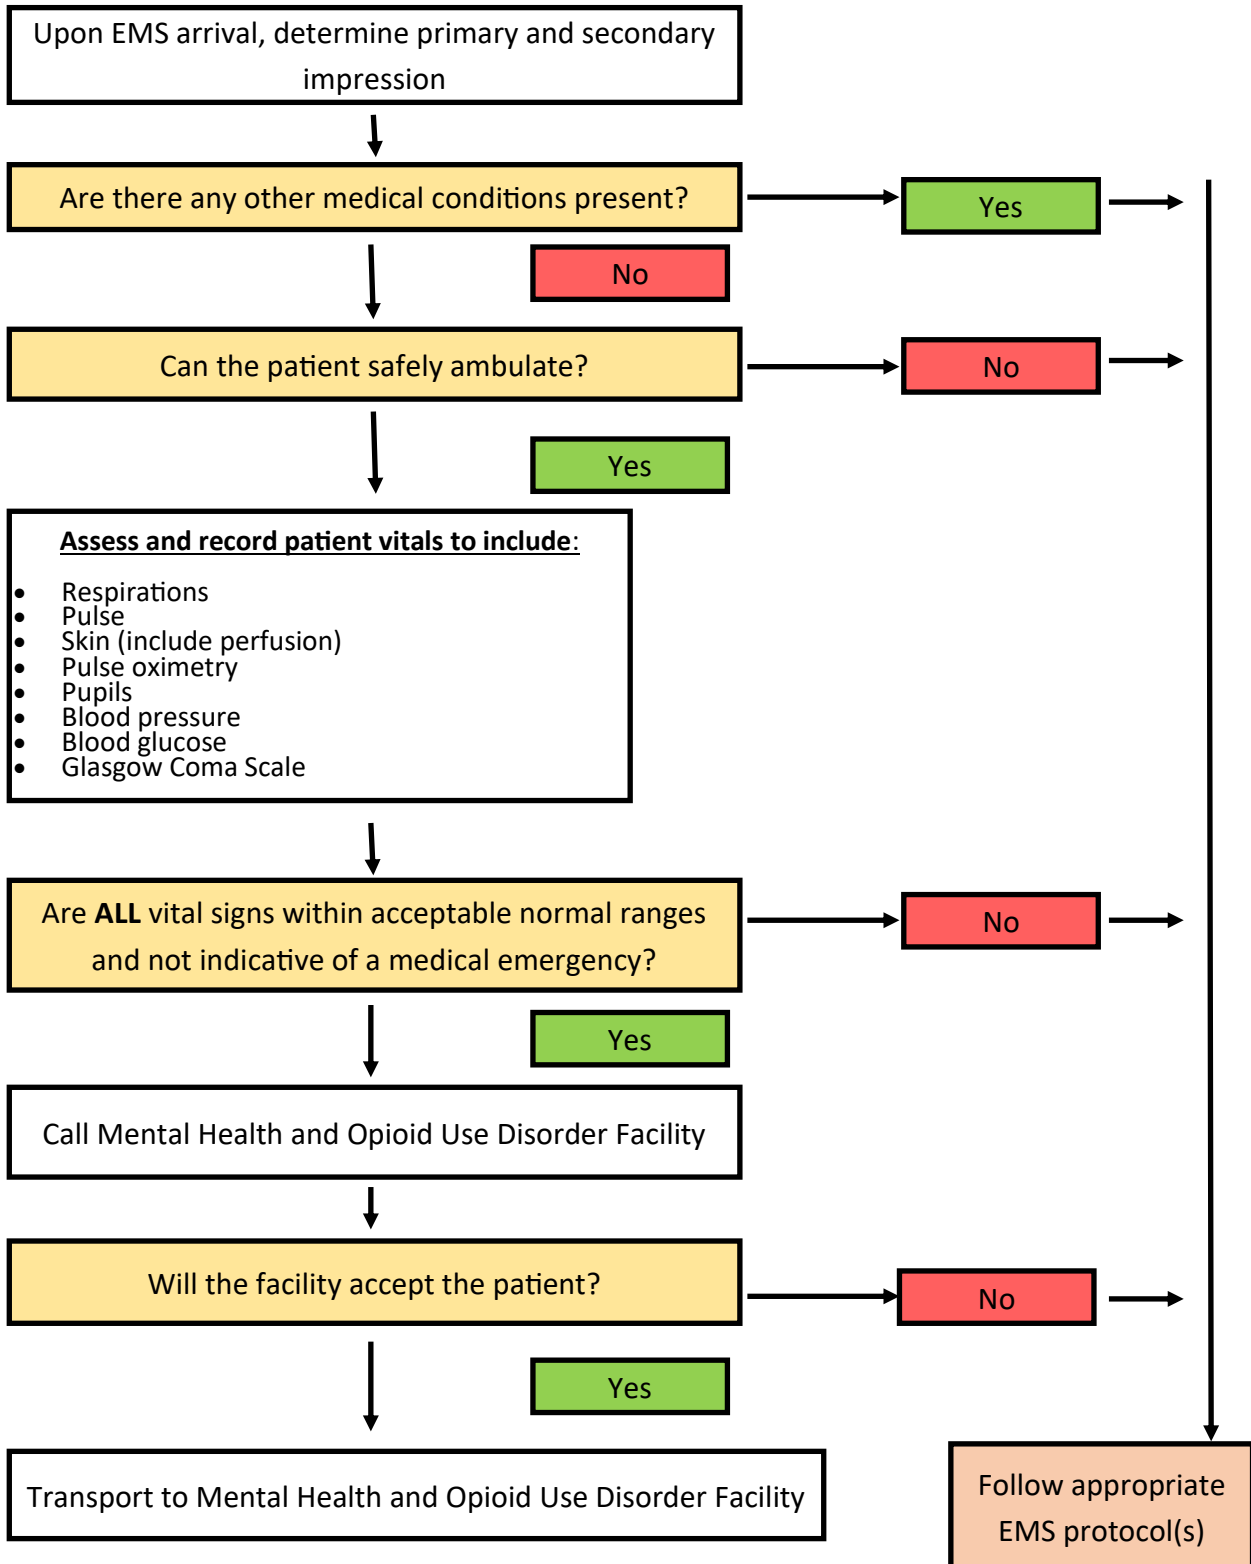 Upon EMS arrival, determine primary and secondary
impression
Are there any other medical conditions present?
Yes
No
Can the patient safely ambulate?
No
Yes
Assess and record patient vitals to include:
• Respirations
• Pulse
• Skin (include perfusion)
• Pulse oximetry
• Pupils
• Blood pressure
• Blood glucose
• Glasgow Coma Scale
Are ALL vital signs within acceptable normal ranges
and not indicative of a medical emergency?
No
Yes
Call Mental Health and Opioid Use Disorder Facility
Will the facility accept the patient?
No
Yes
Transport to Mental Health and Opioid Use Disorder Facility
Follow appropriate
EMS protocol(s)